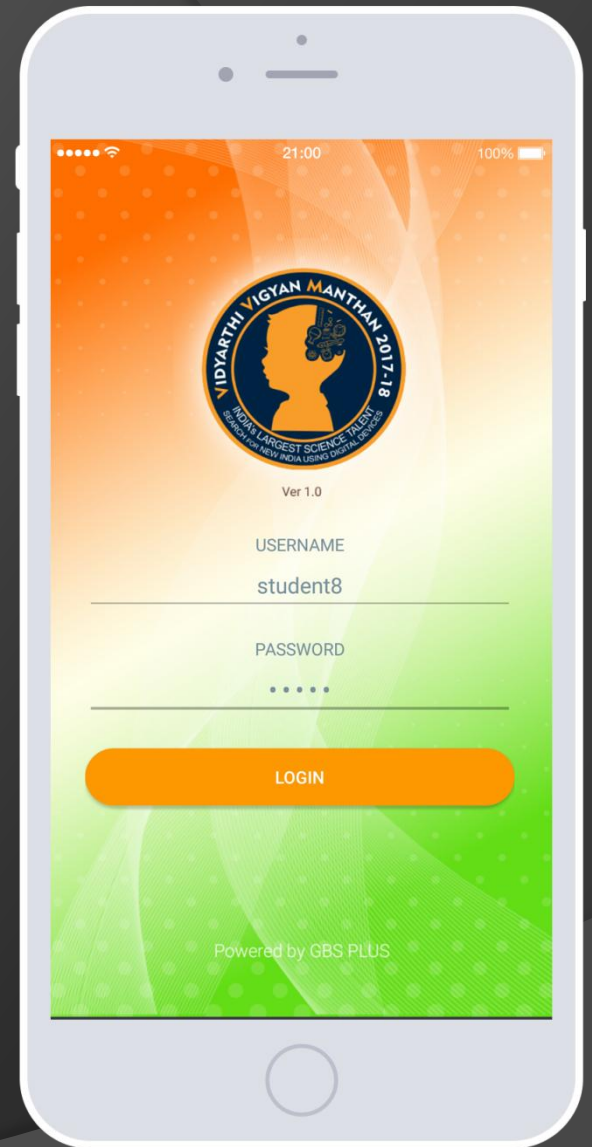 21:00 100%
VIDYARTHI VIGYAN MANTHAN 2017-18
INDIA's LARGEST SCIENCE TALENT
SEARCH FOR NEW INDIA USING DIGITAL DEVICES
Ver 1.0
USERNAME
student8
PASSWORD
•••••
LOGIN
Powered by GBS PLUS